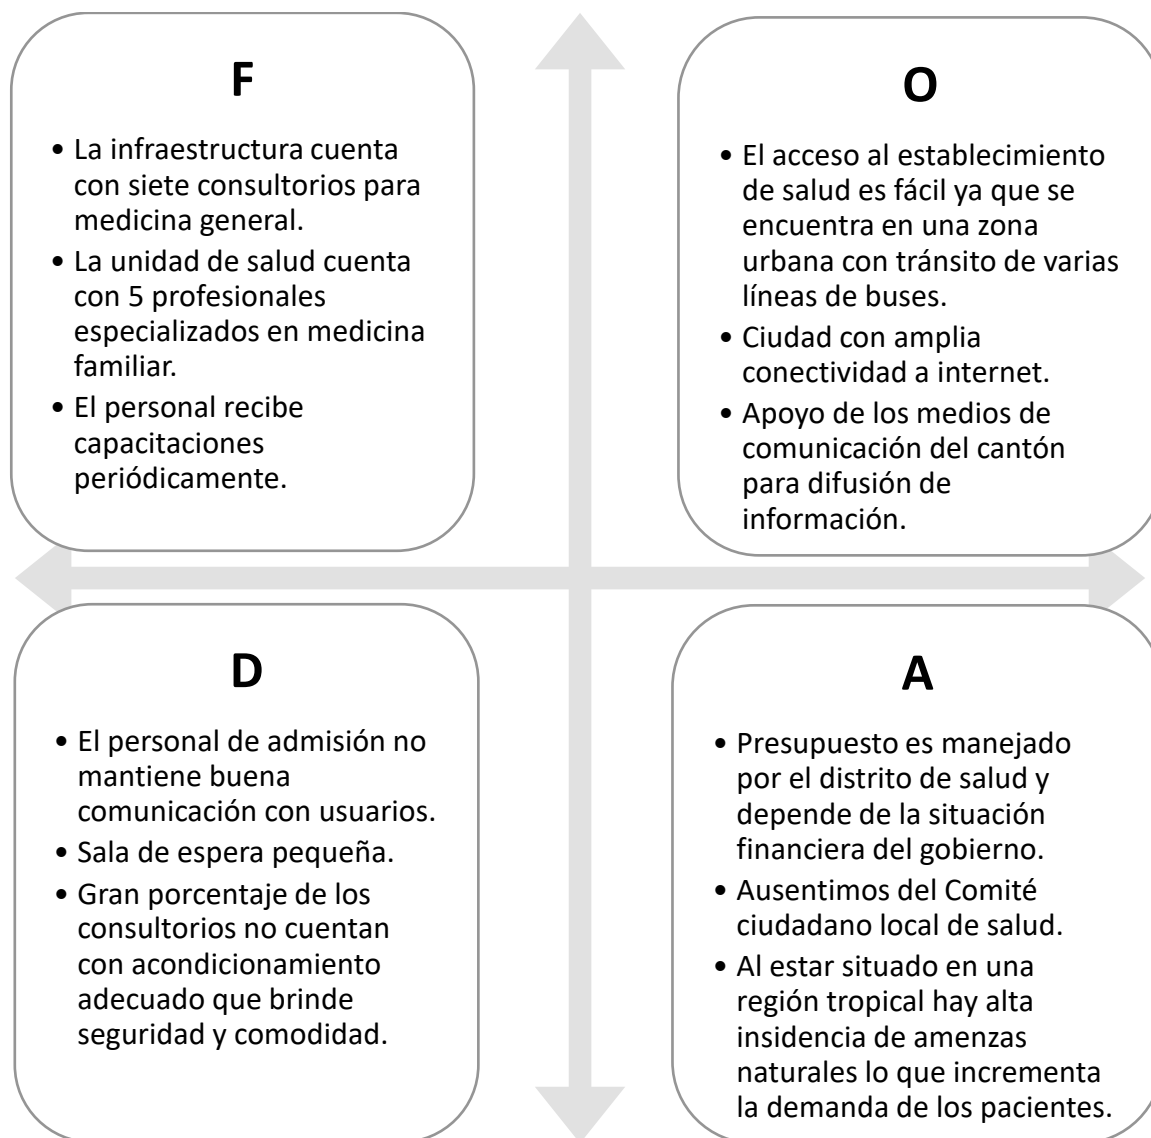 F
• La infraestructura cuenta
con siete consultorios para
medicina general.
• La unidad de salud cuenta
con 5 profesionales
especializados en medicina
familiar.
• El personal recibe
capacitaciones
periódicamente.
O
• El acceso al establecimiento
de salud es fácil ya que se
encuentra en una zona
urbana con tránsito de varias
líneas de buses.
• Ciudad con amplia
conectividad a internet.
• Apoyo de los medios de
comunicación del cantón
para difusión de
información.
D
• El personal de admisión no
mantiene buena
comunicación con usuarios.
• Sala de espera pequeña.
• Gran porcentaje de los
consultorios no cuentan
con acondicionamiento
adecuado que brinde
seguridad y comodidad.
A
• Presupuesto es manejado
por el distrito de salud y
depende de la situación
financiera del gobierno.
• Ausentimos del Comité
ciudadano local de salud.
• Al estar situado en una
región tropical hay alta
insidencia de amenzas
naturales lo que incrementa
la demanda de los pacientes.